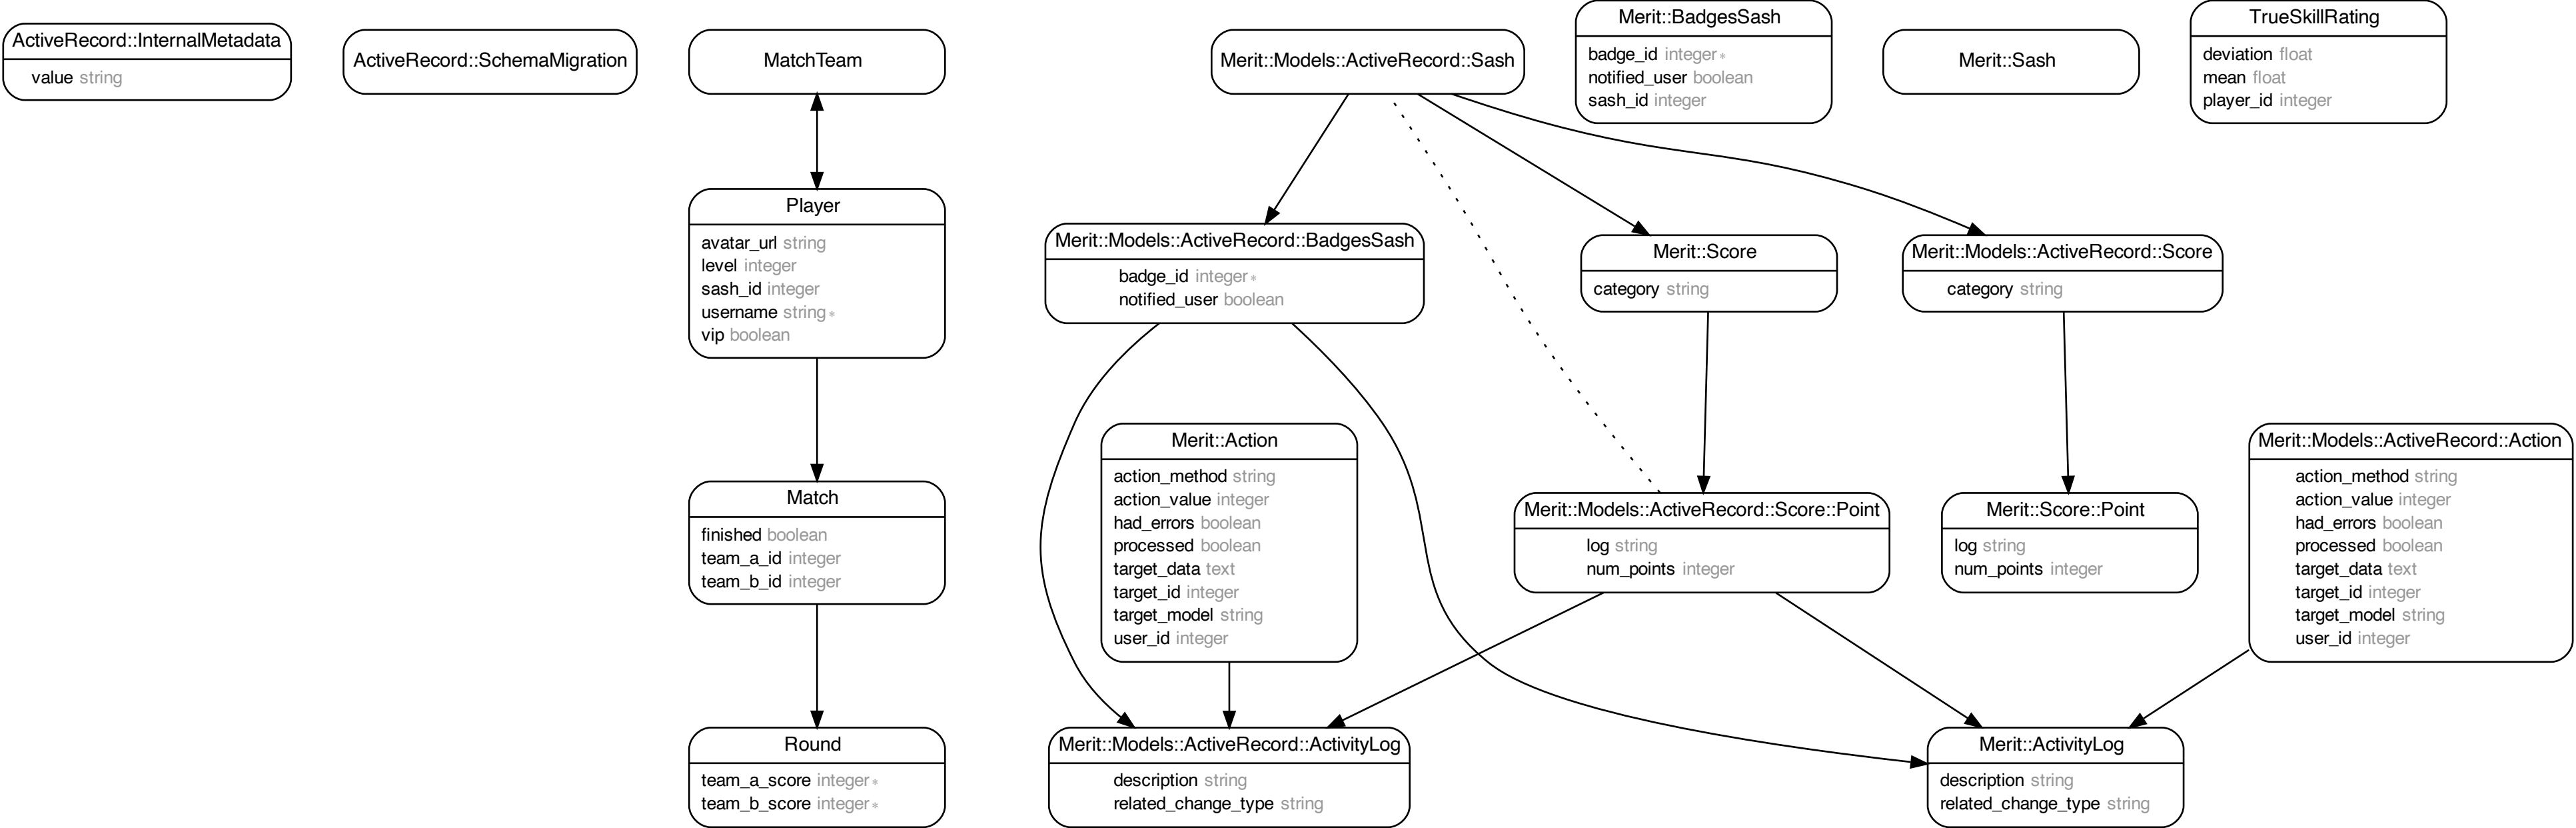 ActiveRecord::InternalMetadata
value string
ActiveRecord::SchemaMigration
MatchTeam
Player
avatar_url string
level integer
sash_id integer
username string *
vip boolean
Match
finished boolean
team_a_id integer
team_b_id integer
Round
team_a_score integer *
team_b_score integer *
Merit::Models::ActiveRecord::Sash
Merit::BadgesSash
badge_id integer *
notified_user boolean
sash_id integer
Merit::Sash
TrueSkillRating
deviation float
mean float
player_id integer
Merit::Models::ActiveRecord::BadgesSash
badge_id integer *
notified_user boolean
Merit::Score
category string
Merit::Models::ActiveRecord::Score
category string
Merit::Action
action_method string
action_value integer
had_errors boolean
processed boolean
target_data text
target_id integer
target_model string
user_id integer
Merit::Models::ActiveRecord::Score::Point
log string
num_points integer
Merit::Score::Point
log string
num_points integer
Merit::Models::ActiveRecord::Action
action_method string
action_value integer
had_errors boolean
processed boolean
target_data text
target_id integer
target_model string
user_id integer
Merit::Models::ActiveRecord::ActivityLog
description string
related_change_type string
Merit::ActivityLog
description string
related_change_type string